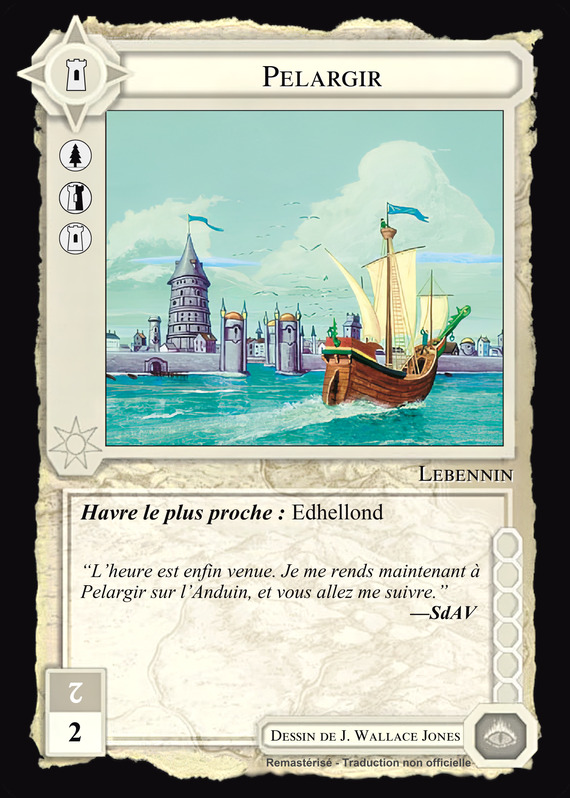 Pelargir
Lebennin
Havre le plus proche : Edhellond
“L’heure est enfin venue. Je me rends maintenant à
Pelargir sur l’Anduin, et vous allez me suivre.”
—SdAV
2
2
Dessin de J. Wallace Jones
Remastérisé - Traduction non officielle